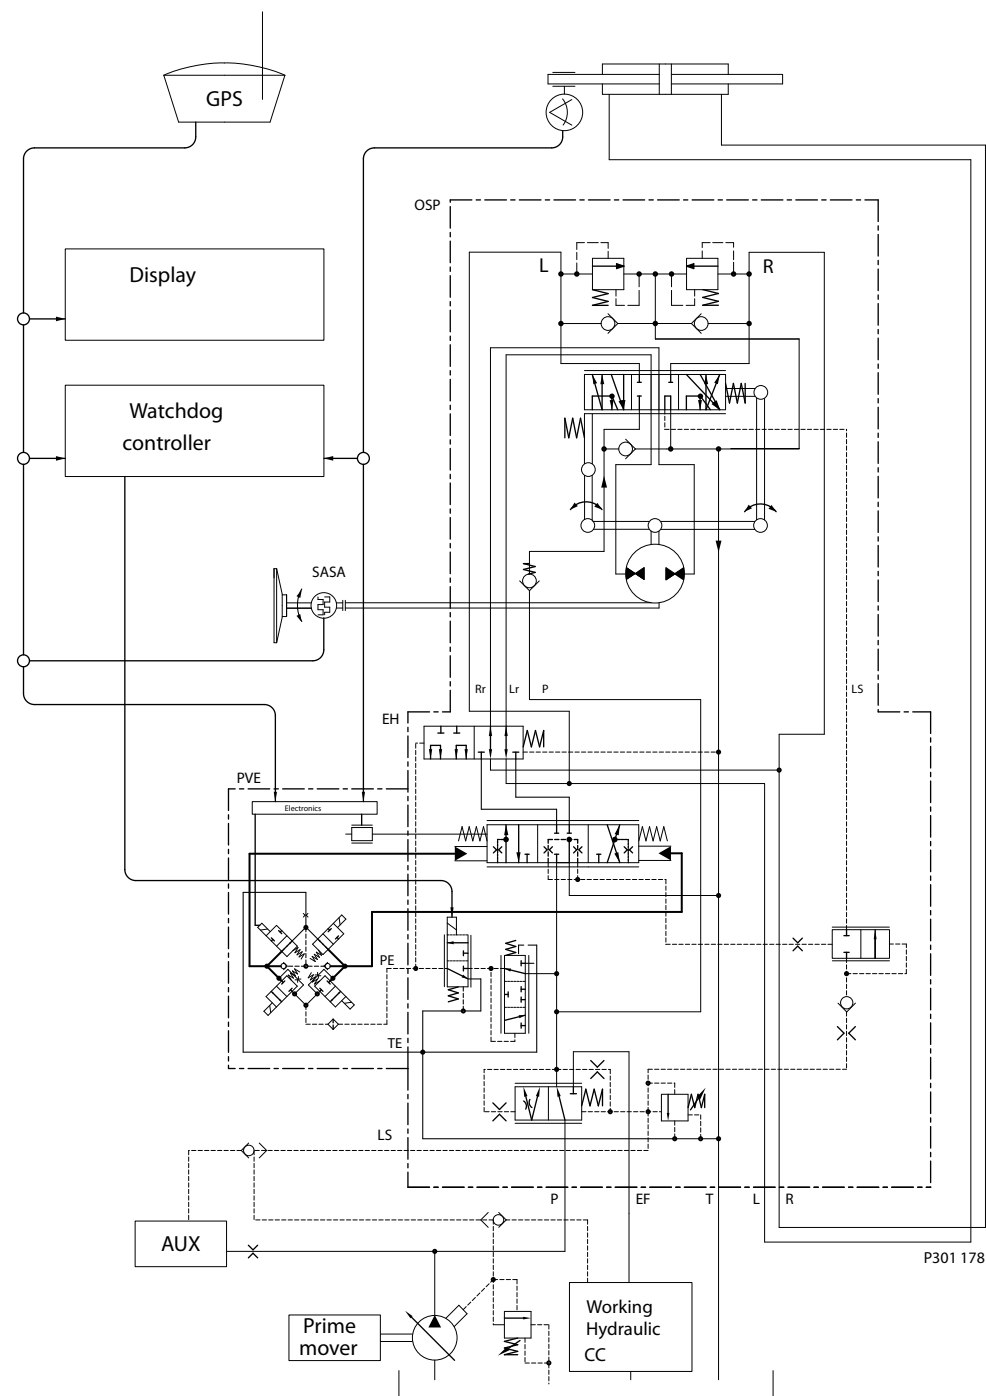 GPS
OSP
Display
L
R
Watchdog
controller
SASA
Rr
Lr
P
LS
EH
PVE
Electronics
PE
TE
LS
P
EF
T
L
R
AUX
P301 178
Prime
mover
Working
Hydraulic
CC